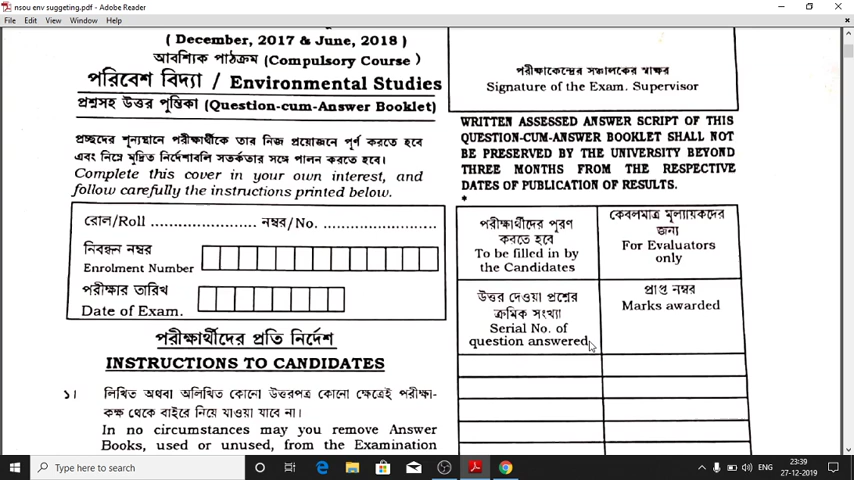 nsou env suggeting.pdf - Adobe Reader
File Edit View Window Help
( December, 2017 & June, 2018 )
আবশ্যিক পাঠক্রম (Compulsory Course )
পরিবেশ বিদ্যা / Environmental Studies
প্রশ্নসহ উত্তর পুস্তিকা (Question-cum-Answer Booklet)
প্রচ্ছদের শূন্যস্থানে পরীক্ষার্থীকে তার নিজ প্রয়োজনে পূর্ণ করতে হবে
এবং নিম্নে মুদ্রিত নির্দেশাবলি সতর্কতার সঙ্গে পালন করতে হবে।
Complete this cover in your own interest, and
follow carefully the instructions printed below.
রোল/Roll ........................... নম্বর/No. .............................
নিবন্ধন নম্বর
Enrolment Number
পরীক্ষার তারিখ
Date of Exam.
পরীক্ষার্থীদের প্রতি নির্দেশ
INSTRUCTIONS TO CANDIDATES
১। লিখিত অথবা অলিখিত কোনো উত্তরপত্র কোনো ক্ষেত্রেই পরীক্ষা-
কক্ষ থেকে বাইরে নিয়ে যাওয়া যাবে না।
In no circumstances may you remove Answer
Books, used or unused, from the Examination
পরীক্ষাকেন্দ্রের সঞ্চালকের স্বাক্ষর
Signature of the Exam. Supervisor
WRITTEN ASSESSED ANSWER SCRIPT OF THIS
QUESTION-CUM-ANSWER BOOKLET SHALL NOT
BE PRESERVED BY THE UNIVERSITY BEYOND
THREE MONTHS FROM THE RESPECTIVE
DATES OF PUBLICATION OF RESULTS.
*
পরীক্ষার্থীদের পূরণ
করতে হবে
To be filled in by
the Candidates
কেবলমাত্র মূল্যায়কদের
জন্য
For Evaluators
only
উত্তর দেওয়া প্রশ্নের
ক্রমিক সংখ্যা
Serial No. of
question answered
প্রাপ্ত নম্বর
Marks awarded
Type here to search
ENG
23:39
27-12-2019